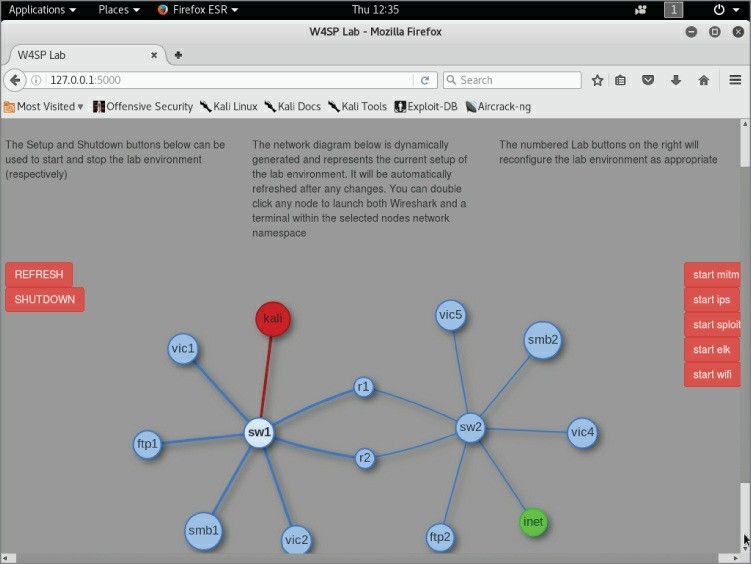 Applications ▾ Places ▾ Firefox ESR ▾ Thu 12:35 1
W4SP Lab - Mozilla Firefox
W4SP Lab
127.0.0.1:5000 Search
Most Visited ▾ Offensive Security Kali Linux Kali Docs Kali Tools Exploit-DB Aircrack-ng
The Setup and Shutdown buttons below can be
used to start and stop the lab environment
(respectively)
The network diagram below is dynamically
generated and represents the current setup of
the lab environment. It will be automatically
refreshed after any changes. You can double
click any node to launch both Wireshark and a
terminal within the selected nodes network
namespace
The numbered Lab buttons on the right will
reconfigure the lab environment as appropriate
REFRESH
SHUTDOWN
start mitm
start ips
start sploit
start elk
start wifi
kali
vic5
smb2
vic1
r1
sw1
sw2
vic4
ftp1
r2
inet
smb1
vic2
ftp2